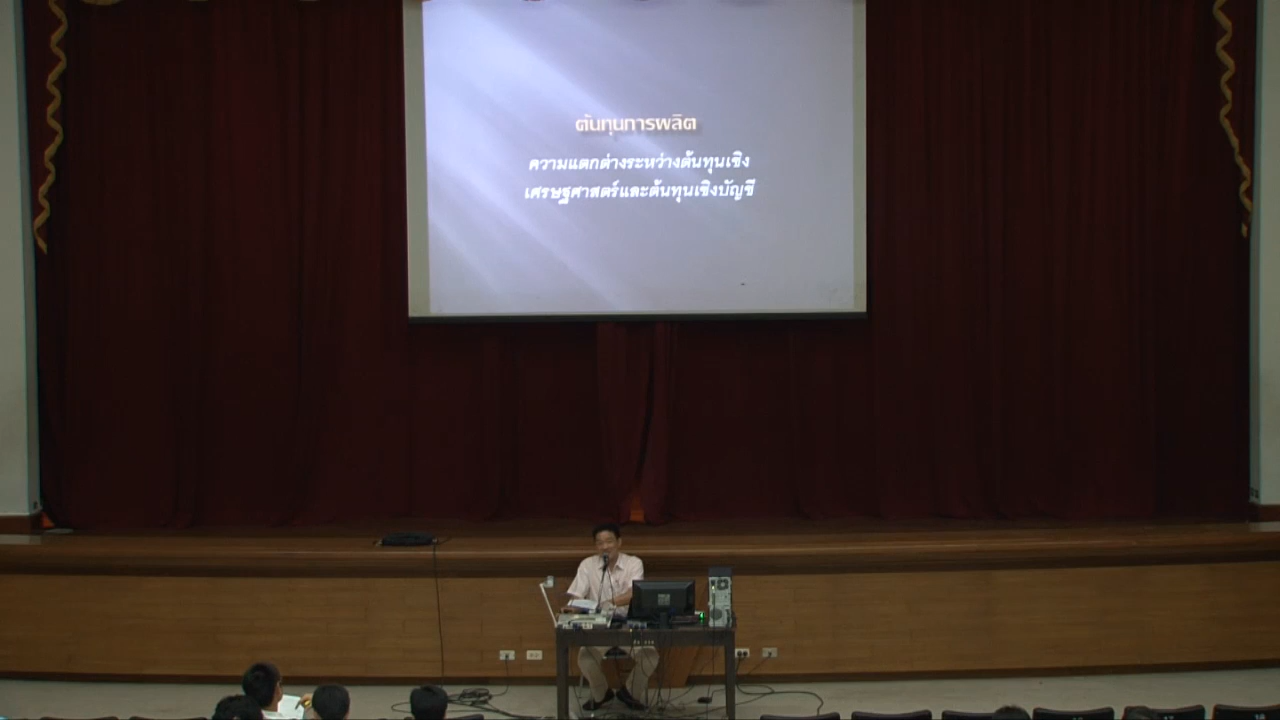 ต้นทุนการผลิต
ความแตกต่างระหว่างต้นทุนเชิง
เศรษฐศาสตร์และต้นทุนเชิงบัญชี